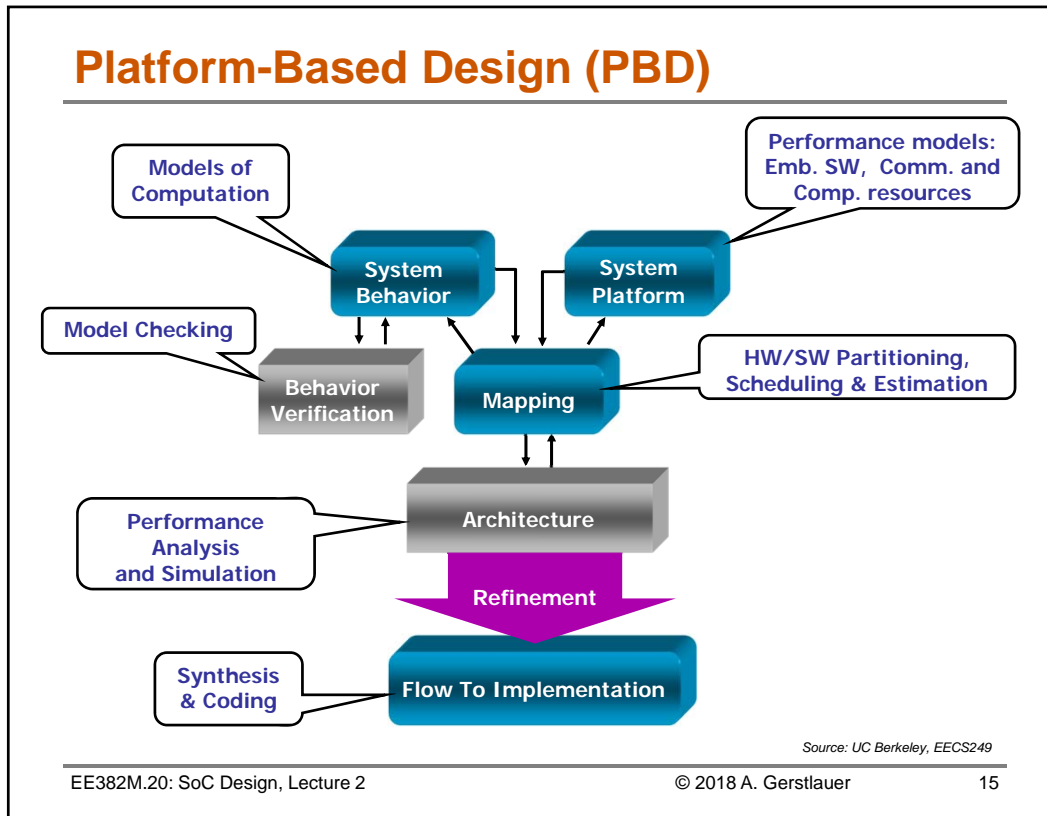 Platform-Based Design (PBD)
Models of
Computation
Performance models:
Emb. SW, Comm. and
Comp. resources
System
Behavior
System
Platform
Model Checking
Behavior
Verification
Mapping
HW/SW Partitioning,
Scheduling & Estimation
Performance
Analysis
and Simulation
Architecture
Refinement
Synthesis
& Coding
Flow To Implementation
Source: UC Berkeley, EECS249
EE382M.20: SoC Design, Lecture 2
© 2018 A. Gerstlauer
15